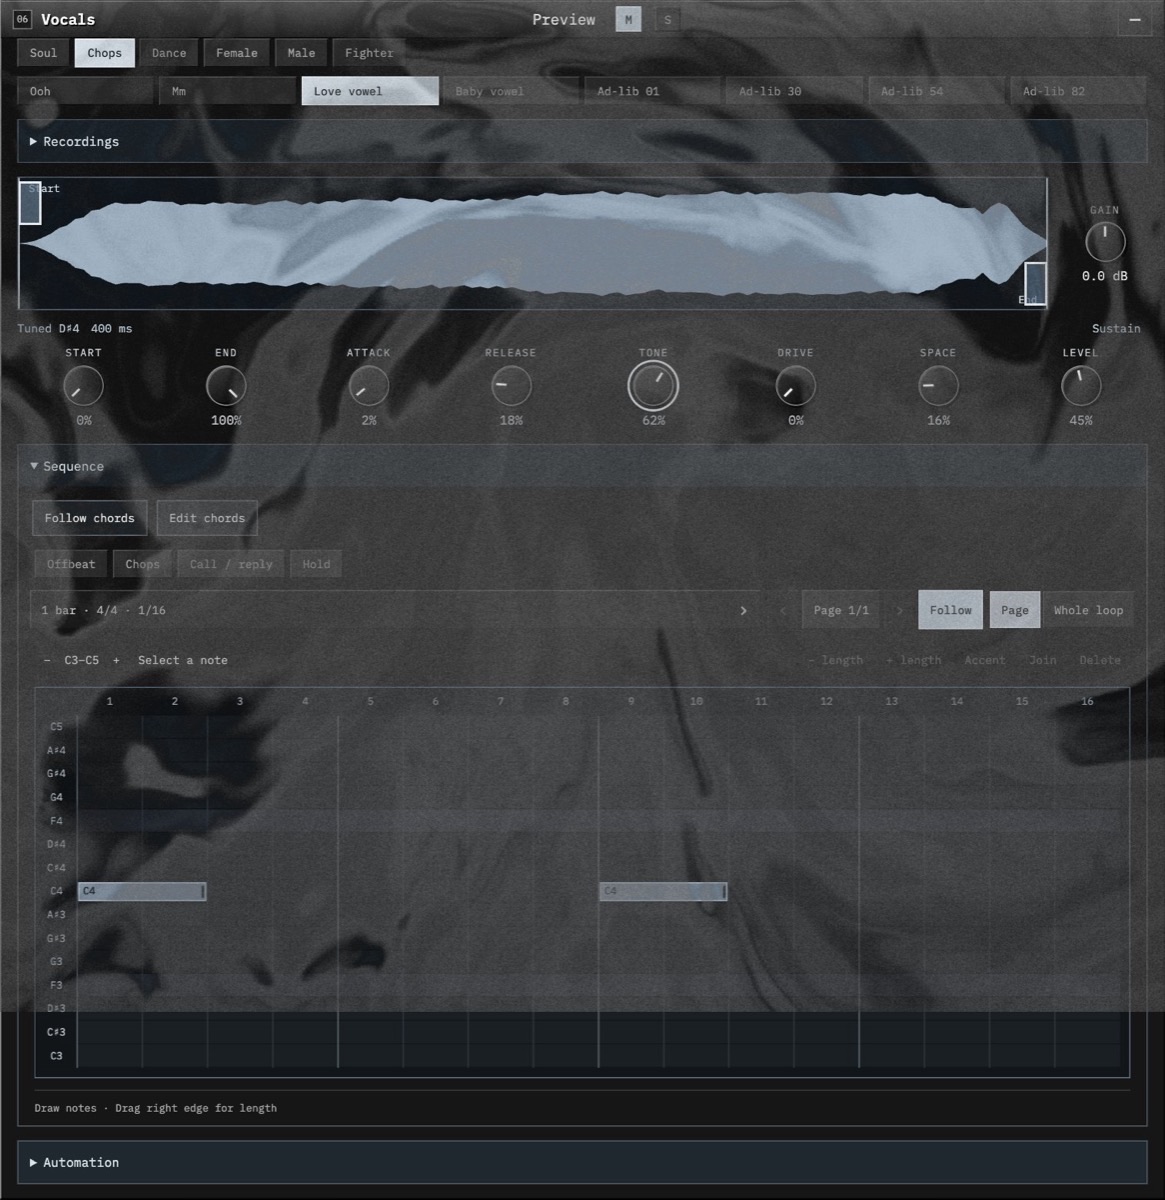 06 Vocals Preview M S −
Soul Chops Dance Female Male Fighter
Ooh Mm Love vowel Baby vowel Ad-lib 01 Ad-lib 30 Ad-lib 54 Ad-lib 82
▶ Recordings
Start
GAIN
0.0 dB
End
Tuned D♯4 400 ms Sustain
START END ATTACK RELEASE TONE DRIVE SPACE LEVEL
0% 100% 2% 18% 62% 0% 16% 45%
▼ Sequence
Follow chords Edit chords
Offbeat Chops Call / reply Hold
1 bar · 4/4 · 1/16 > < Page 1/1 > Follow Page Whole loop
− C3–C5 + Select a note − length + length Accent Join Delete
1 2 3 4 5 6 7 8 9 10 11 12 13 14 15 16
C5
A♯4
G♯4
G4
F4
D♯4
C♯4
C4 C4 C4
A♯3
G♯3
G3
F3
D♯3
C♯3
C3
Draw notes · Drag right edge for length
▶ Automation